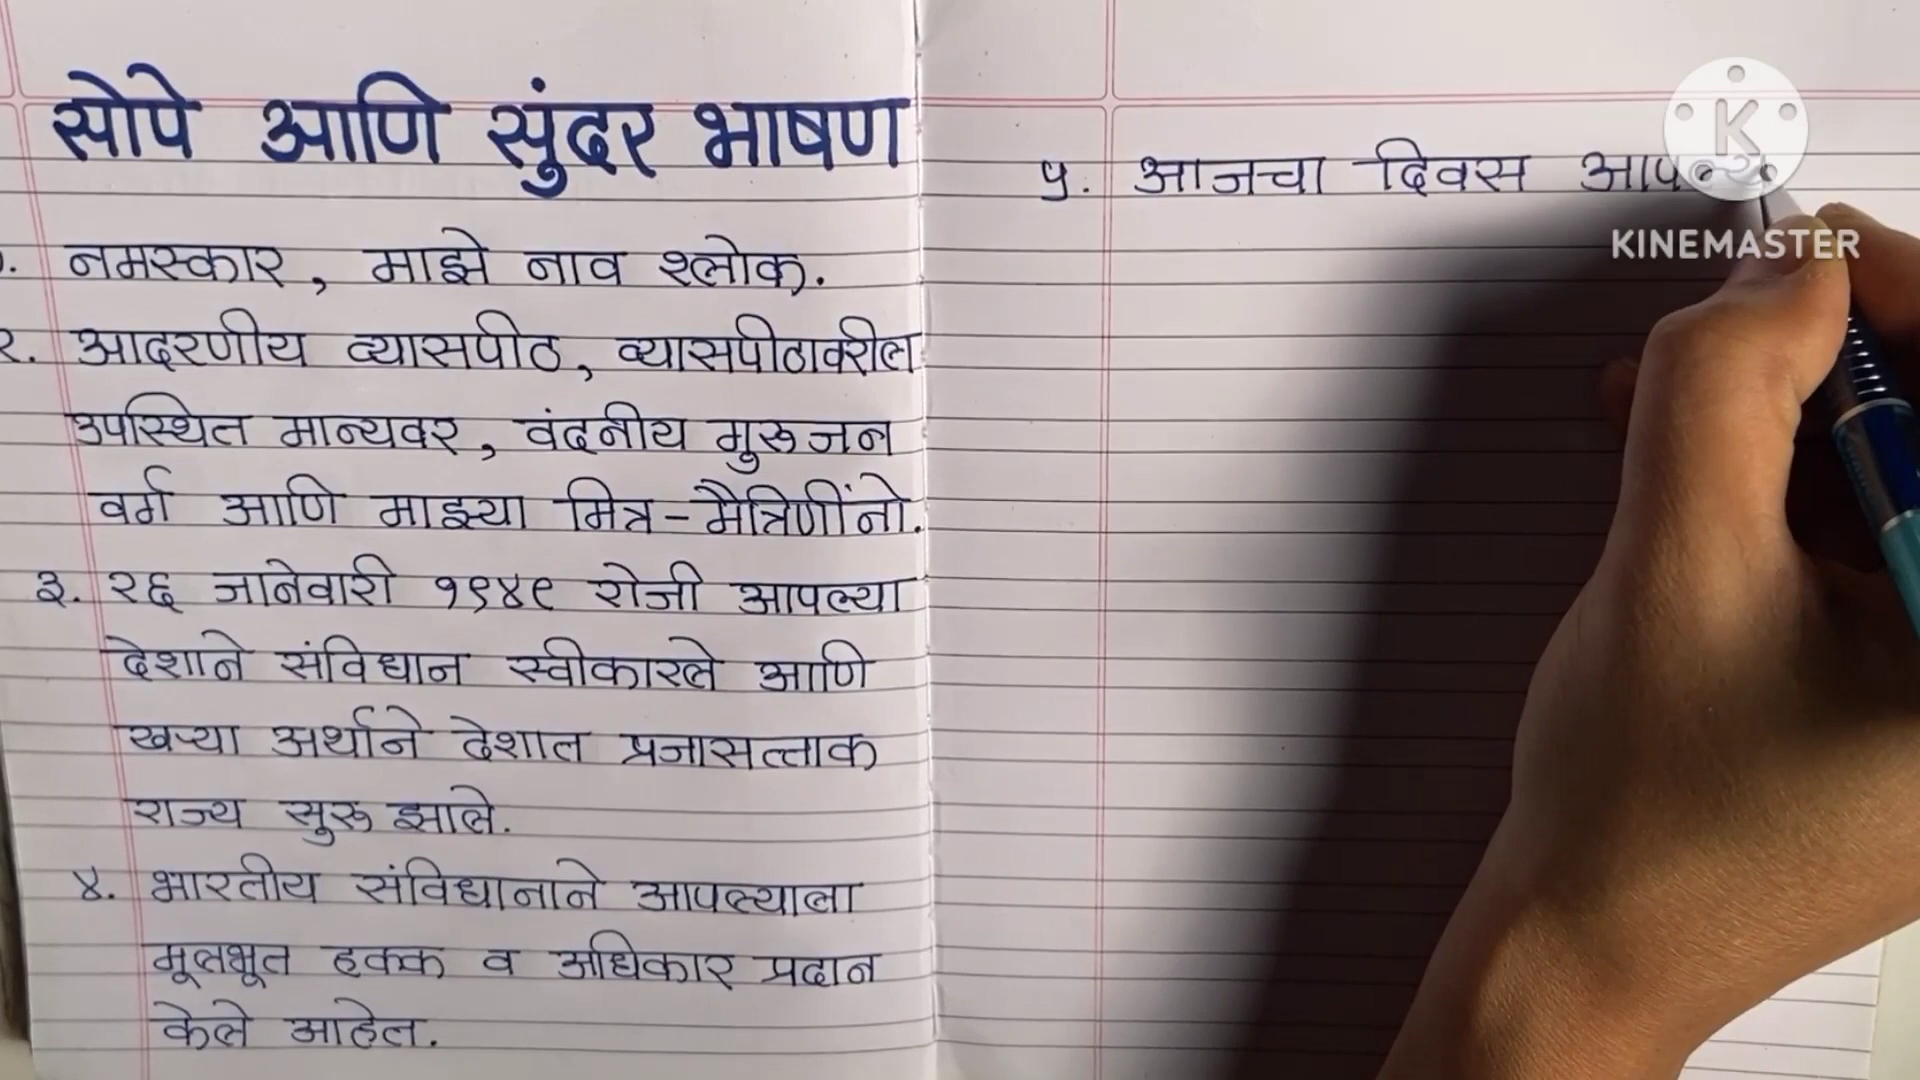 सोपे आणि सुंदर भाषण
१. नमस्कार, माझे नाव श्लोक.
२. आदरणीय व्यासपीठ, व्यासपीठावरील
उपस्थित मान्यवर, वंदनीय गुरुजन
वर्ग आणि माझ्या मित्र-मैत्रिणींनो.
३. २६ जानेवारी १९४९ रोजी आपल्या
देशाने संविधान स्वीकारले आणि
खऱ्या अर्थाने देशात प्रजासत्ताक
राज्य सुरु झाले.
४. भारतीय संविधानाने आपल्याला
मूलभूत हक्क व अधिकार प्रदान
केले आहेत.
५. आजचा दिवस
K
KINEMASTER